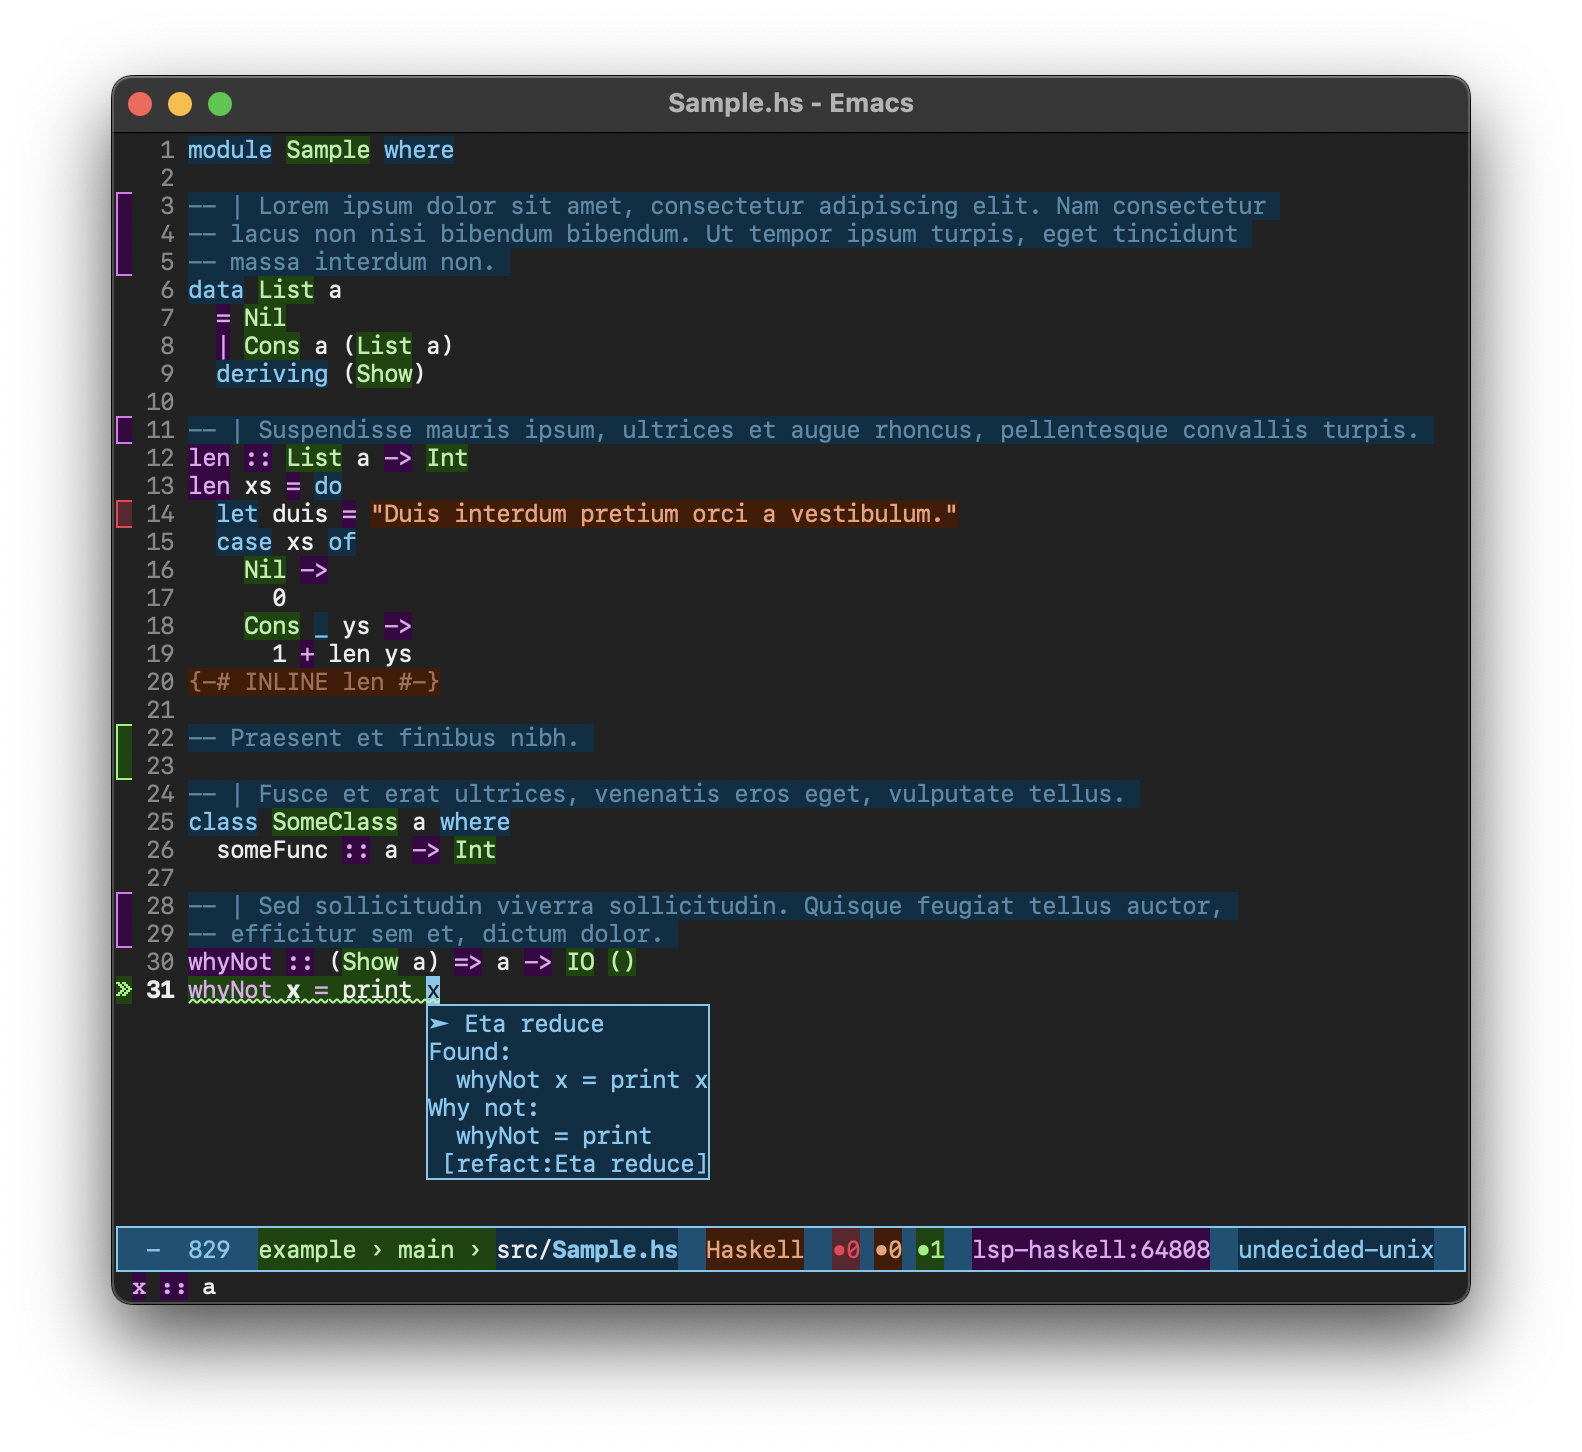 Sample.hs - Emacs
1 module Sample where
2
3 -- | Lorem ipsum dolor sit amet, consectetur adipiscing elit. Nam consectetur
4 -- lacus non nisi bibendum bibendum. Ut tempor ipsum turpis, eget tincidunt
5 -- massa interdum non.
6 data List a
7   = Nil
8   | Cons a (List a)
9   deriving (Show)
10
11 -- | Suspendisse mauris ipsum, ultrices et augue rhoncus, pellentesque convallis turpis.
12 len :: List a -> Int
13 len xs = do
14   let duis = "Duis interdum pretium orci a vestibulum."
15   case xs of
16     Nil ->
17       0
18     Cons _ ys ->
19       1 + len ys
20 {-# INLINE len #-}
21
22 -- Praesent et finibus nibh.
23
24 -- | Fusce et erat ultrices, venenatis eros eget, vulputate tellus.
25 class SomeClass a where
26   someFunc :: a -> Int
27
28 -- | Sed sollicitudin viverra sollicitudin. Quisque feugiat tellus auctor,
29 -- efficitur sem et, dictum dolor.
30 whyNot :: (Show a) => a -> IO ()
» 31 whyNot x = print x
➤ Eta reduce
Found:
  whyNot x = print x
Why not:
  whyNot = print
 [refact:Eta reduce]
- 829 example › main › src/Sample.hs Haskell •0 •0 •1 lsp-haskell:64808 undecided-unix
x :: a